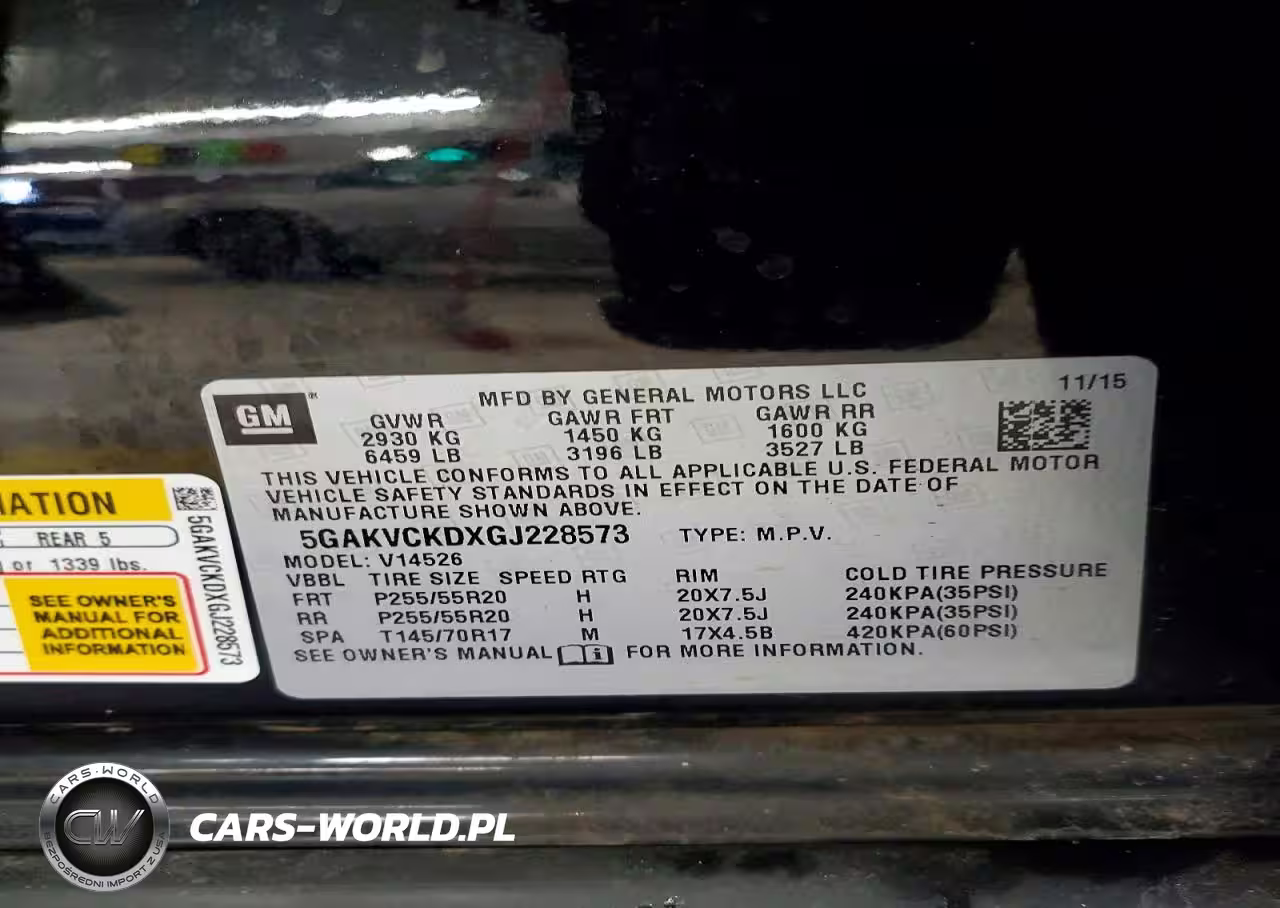 GM
MFD BY GENERAL MOTORS LLC
11/15
GVWR GAWR FRT GAWR RR
2930 KG 1450 KG 1600 KG
6459 LB 3196 LB 3527 LB
THIS VEHICLE CONFORMS TO ALL APPLICABLE U.S. FEDERAL MOTOR
VEHICLE SAFETY STANDARDS IN EFFECT ON THE DATE OF
MANUFACTURE SHOWN ABOVE.
5GAKVCKDXGJ228573 TYPE: M.P.V.
MODEL: V14526
VBBL TIRE SIZE SPEED RTG RIM COLD TIRE PRESSURE
FRT P255/55R20 H 20X7.5J 240KPA(35PSI)
RR P255/55R20 H 20X7.5J 240KPA(35PSI)
SPA T145/70R17 M 17X4.5B 420KPA(60PSI)
SEE OWNER'S MANUAL i FOR MORE INFORMATION.
REAR 5
or 1339 lbs.
SEE OWNER'S
MANUAL FOR
ADDITIONAL
INFORMATION
5GAKVCKDXGJ228573
CARS-WORLD
CW
BEZPOŚREDNI IMPORT Z USA
CARS-WORLD.PL